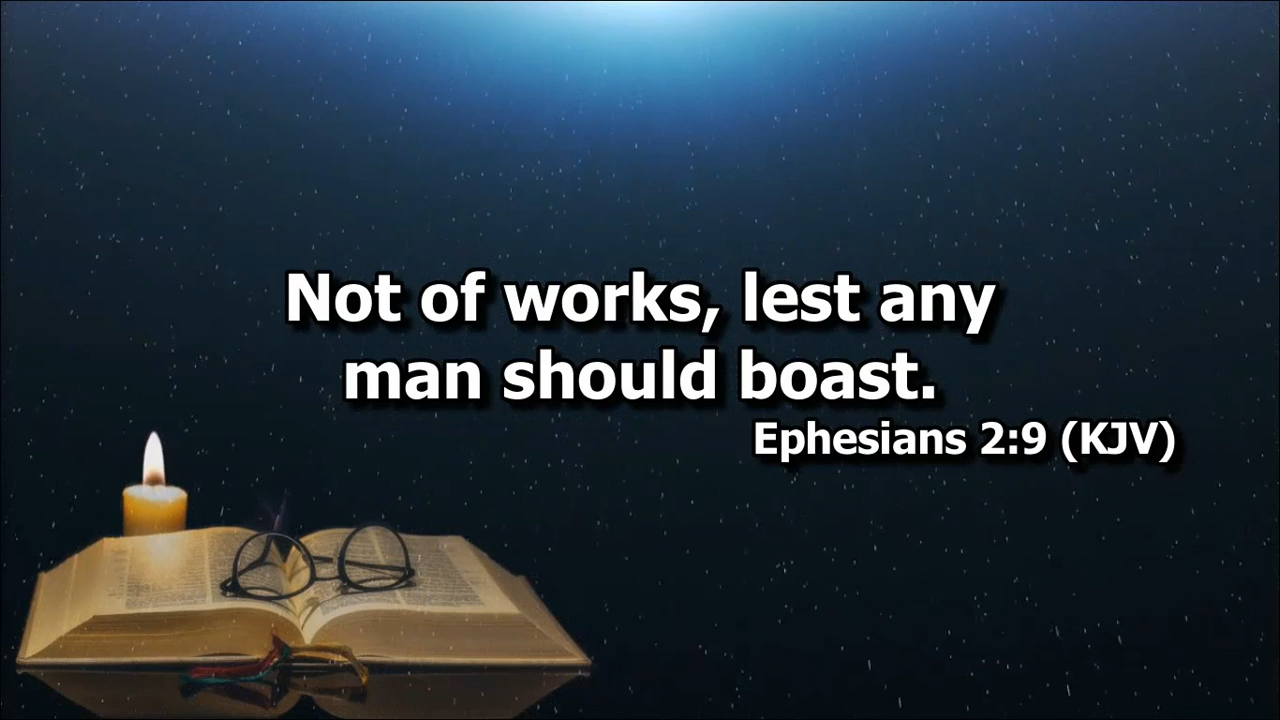 Not of works, lest any
man should boast.
Ephesians 2:9 (KJV)